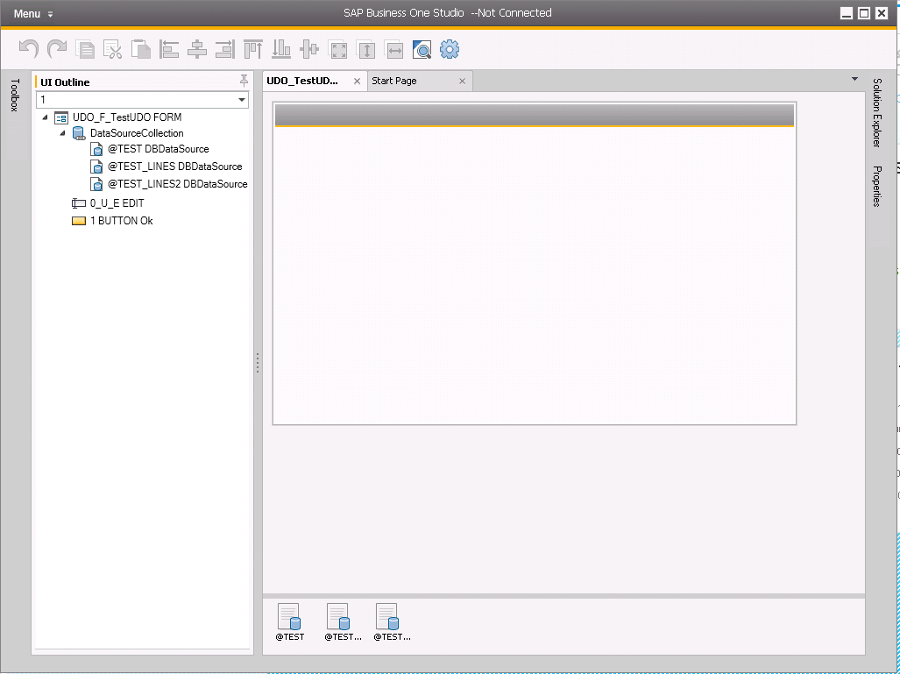 Menu
SAP Business One Studio --Not Connected
Toolbox
UI Outline
1
UDO_F_TestUDO FORM
DataSourceCollection
@TEST DBDataSource
@TEST_LINES DBDataSource
@TEST_LINES2 DBDataSource
0_U_E EDIT
1 BUTTON Ok
UDO_TestUD...
Start Page
Solution Explorer
Properties
@TEST
@TEST...
@TEST...